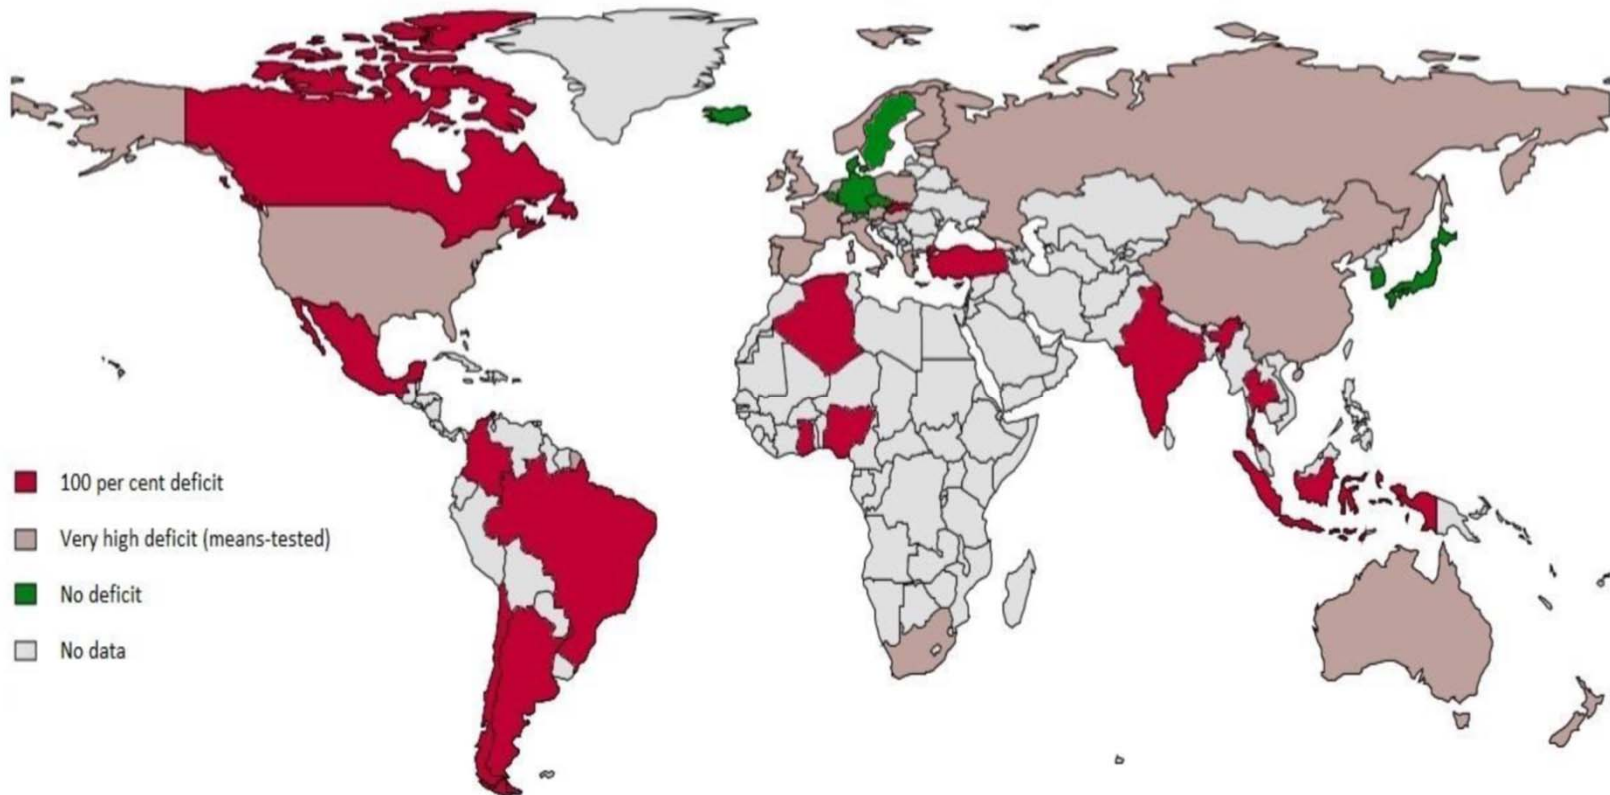 100 per cent deficit
Very high deficit (means-tested)
No deficit
No data